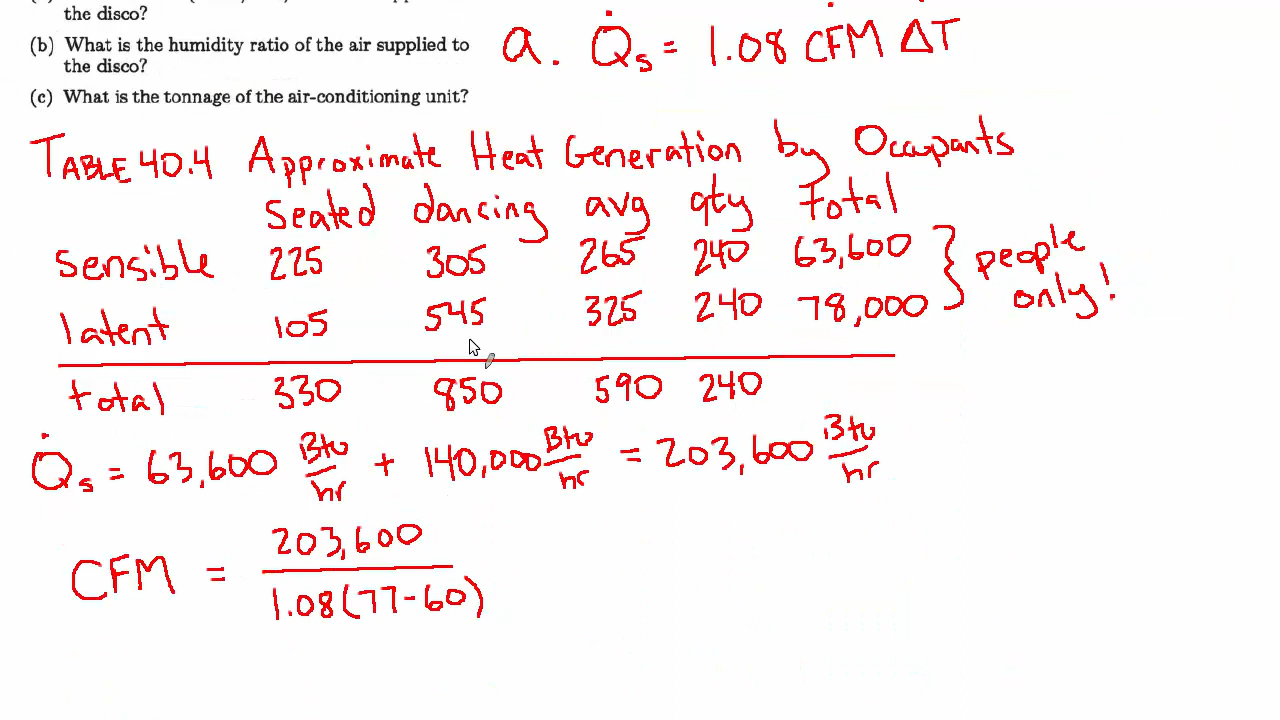 the disco?
(b) What is the humidity ratio of the air supplied to
the disco?
(c) What is the tonnage of the air-conditioning unit?
a. Q̇s = 1.08 CFM ΔT
TABLE 40.4 Approximate Heat Generation by Occupants
Seated dancing avg qty Total
Sensible 225 305 265 240 63,600 } people
latent 105 545 325 240 78,000 only!
total 330 850 590 240
Q̇s = 63,600 Btu/hr + 140,000 Btu/hr = 203,600 Btu/hr
CFM = 203,600
1.08(77-60)